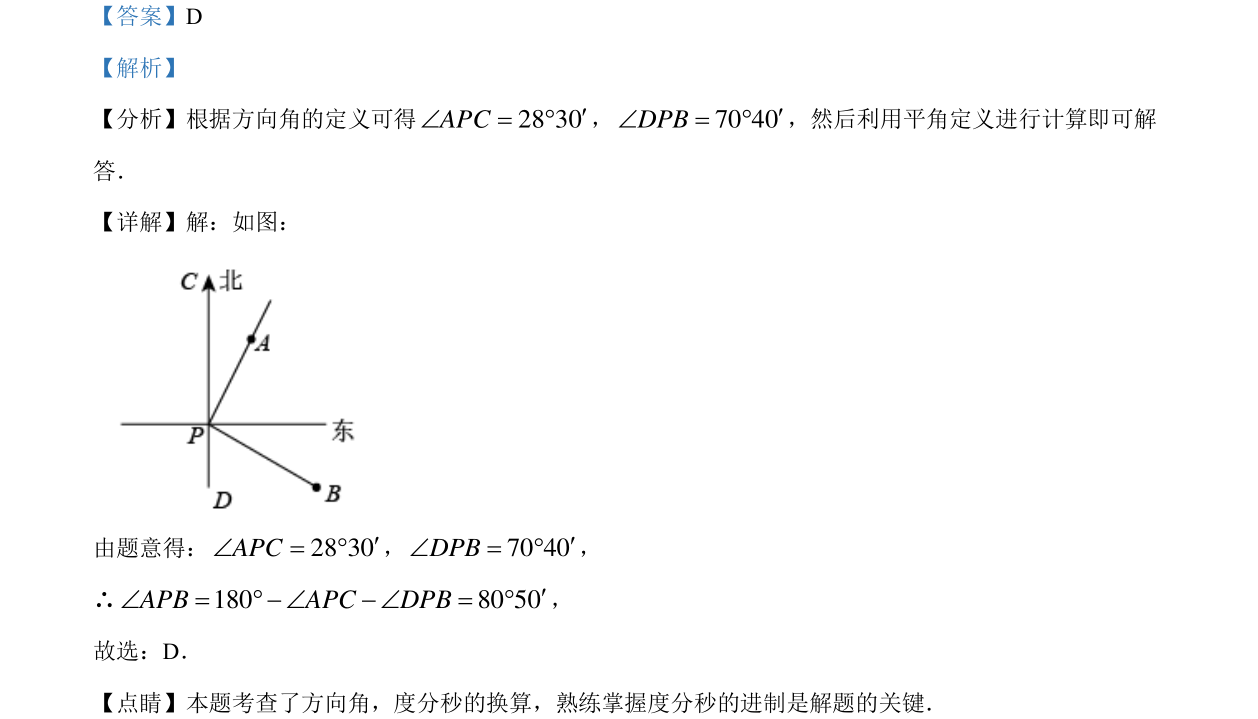 【答案】D
【解析】
【分析】根据方向角的定义可得∠APC = 28°30′，∠DPB = 70°40′，然后利用平角定义进行计算即可解
答．
【详解】解：如图：
C 北
A
P 东
D B
由题意得：∠APC = 28°30′，∠DPB = 70°40′，
∴∠APB = 180° − ∠APC − ∠DPB = 80°50′，
故选：D．
【点睛】本题考查了方向角，度分秒的换算，熟练掌握度分秒的进制是解题的关键．